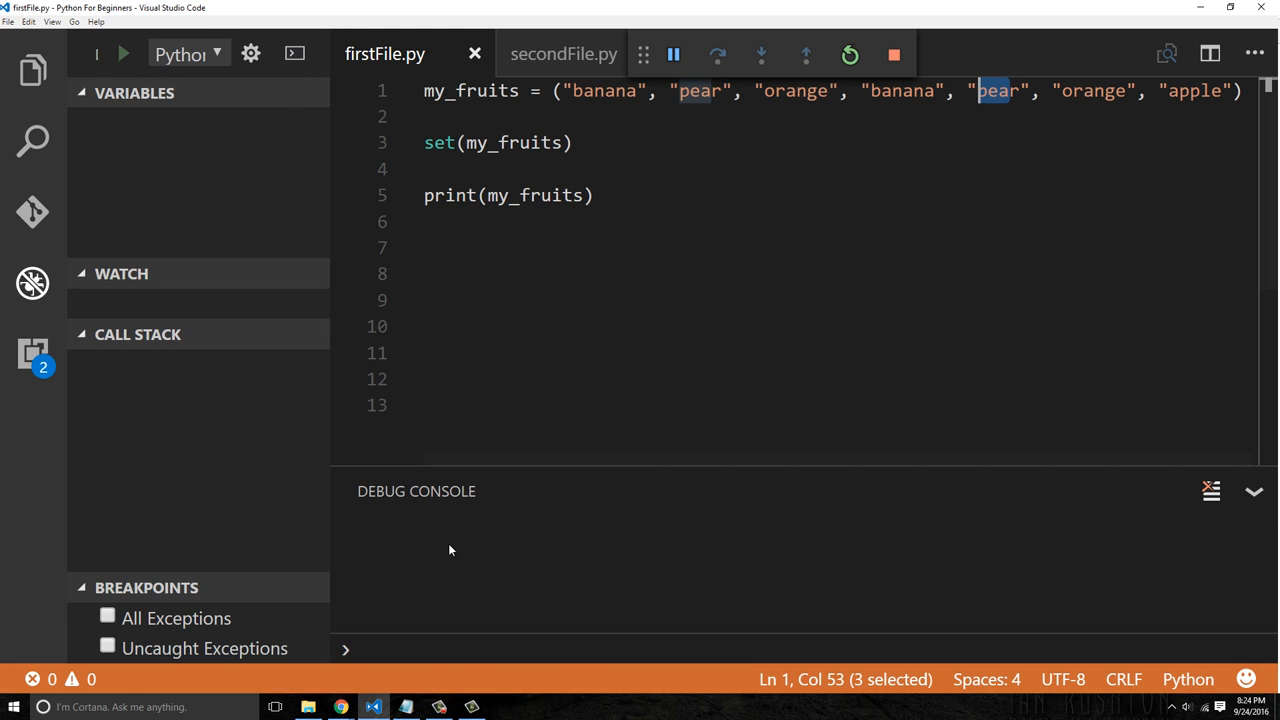 firstFile.py - Python For Beginners - Visual Studio Code
File Edit View Go Help
Python
firstFile.py
secondFile.py
VARIABLES
WATCH
CALL STACK
BREAKPOINTS
All Exceptions
Uncaught Exceptions
2
1 my_fruits = ("banana", "pear", "orange", "banana", "pear", "orange", "apple")
2
3 set(my_fruits)
4
5 print(my_fruits)
6
7
8
9
10
11
12
13
DEBUG CONSOLE
0 0
Ln 1, Col 53 (3 selected) Spaces: 4 UTF-8 CRLF Python
I'm Cortana. Ask me anything.
8:24 PM
9/24/2016